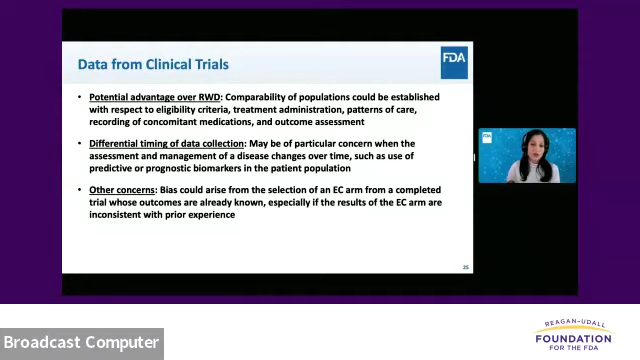 Data from Clinical Trials
FDA
• Potential advantage over RWD: Comparability of populations could be established
with respect to eligibility criteria, treatment administration, patterns of care,
recording of concomitant medications, and outcome assessment
• Differential timing of data collection: May be of particular concern when the
assessment and management of a disease changes over time, such as use of
predictive or prognostic biomarkers in the patient population
• Other concerns: Bias could arise from the selection of an EC arm from a completed
trial whose outcomes are already known, especially if the results of the EC arm are
inconsistent with prior experience
25
REAGAN-UDALL
FOUNDATION
FOR THE FDA
Broadcast Computer